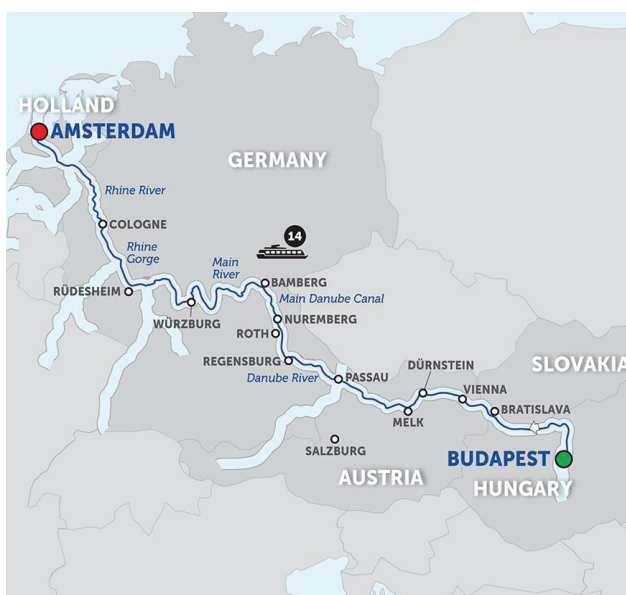 HOLLAND
AMSTERDAM
GERMANY
Rhine River
COLOGNE
14
Rhine
Gorge
Main
River
RÜDESHEIM
BAMBERG
Main Danube Canal
WÜRZBURG
NUREMBERG
ROTH
REGENSBURG
Danube River
PASSAU
DÜRNSTEIN
SLOVAKIA
VIENNA
BRATISLAVA
MELK
SALZBURG
BUDAPEST
AUSTRIA
HUNGARY